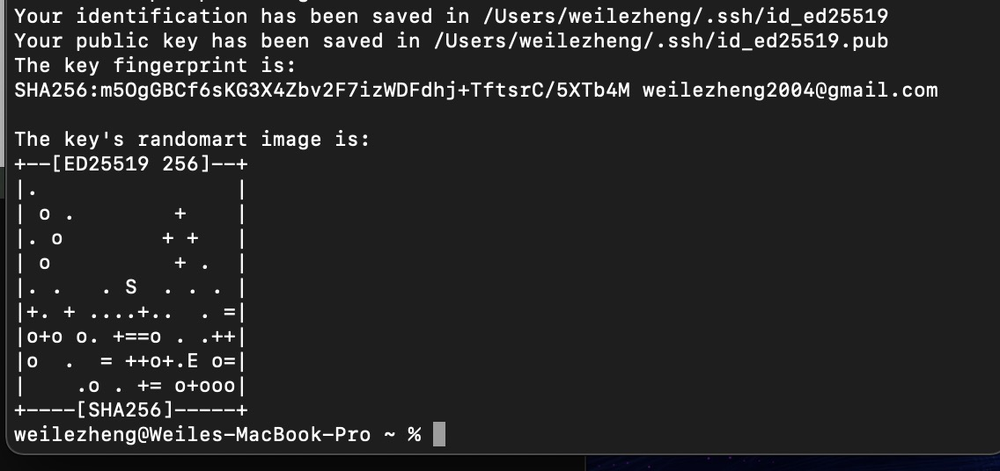 Your identification has been saved in /Users/weilezheng/.ssh/id_ed25519
Your public key has been saved in /Users/weilezheng/.ssh/id_ed25519.pub
The key fingerprint is:
SHA256:m5OgGBCf6sKG3X4Zbv2F7izWDFdhj+TftsrC/5XTb4M weilezheng2004@gmail.com
The key's randomart image is:
+--[ED25519 256]--+
|.                |
| o .        +    |
|. o        + +   |
| o          + .  |
|. .   . S  . . . |
|+. + ....+..  . =|
|o+o o. +==o . .++|
|o  .  = ++o+.E o=|
|    .o . += o+ooo|
+----[SHA256]-----+
weilezheng@Weiles-MacBook-Pro ~ %